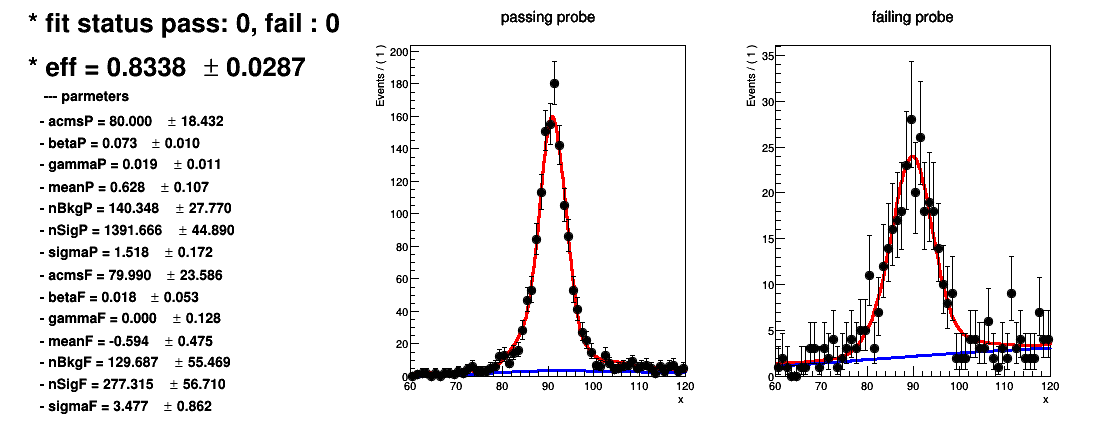 * fit status pass: 0, fail : 0
* eff = 0.8338 ± 0.0287
--- parmeters
- acmsP = 80.000 ± 18.432
- betaP = 0.073 ± 0.010
- gammaP = 0.019 ± 0.011
- meanP = 0.628 ± 0.107
- nBkgP = 140.348 ± 27.770
- nSigP = 1391.666 ± 44.890
- sigmaP = 1.518 ± 0.172
- acmsF = 79.990 ± 23.586
- betaF = 0.018 ± 0.053
- gammaF = 0.000 ± 0.128
- meanF = -0.594 ± 0.475
- nBkgF = 129.687 ± 55.469
- nSigF = 277.315 ± 56.710
- sigmaF = 3.477 ± 0.862
passing probe
Events / ( 1 )
200
180
160
140
120
100
80
60
40
20
0
60 70 80 90 100 110 120
x
failing probe
Events / ( 1 )
35
30
25
20
15
10
5
0
60 70 80 90 100 110 120
x